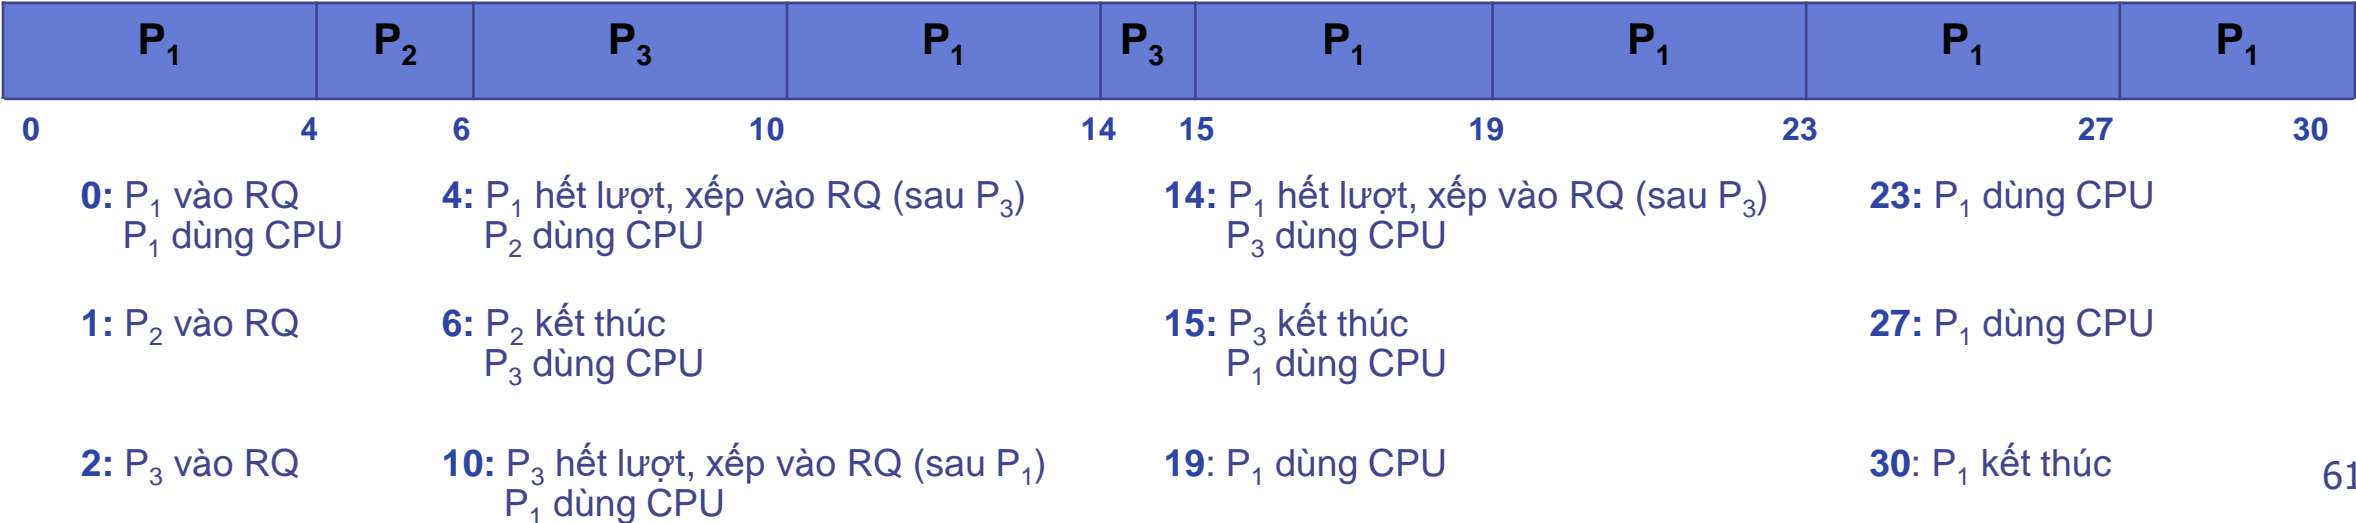 P1 P2 P3 P1 P3 P1 P1 P1 P1
0 4 6 10 14 15 19 23 27 30
0: P1 vào RQ
P1 dùng CPU
1: P2 vào RQ
2: P3 vào RQ
4: P1 hết lượt, xếp vào RQ (sau P3)
P2 dùng CPU
6: P2 kết thúc
P3 dùng CPU
10: P3 hết lượt, xếp vào RQ (sau P1)
P1 dùng CPU
14: P1 hết lượt, xếp vào RQ (sau P3)
P3 dùng CPU
15: P3 kết thúc
P1 dùng CPU
19: P1 dùng CPU
23: P1 dùng CPU
27: P1 dùng CPU
30: P1 kết thúc
61